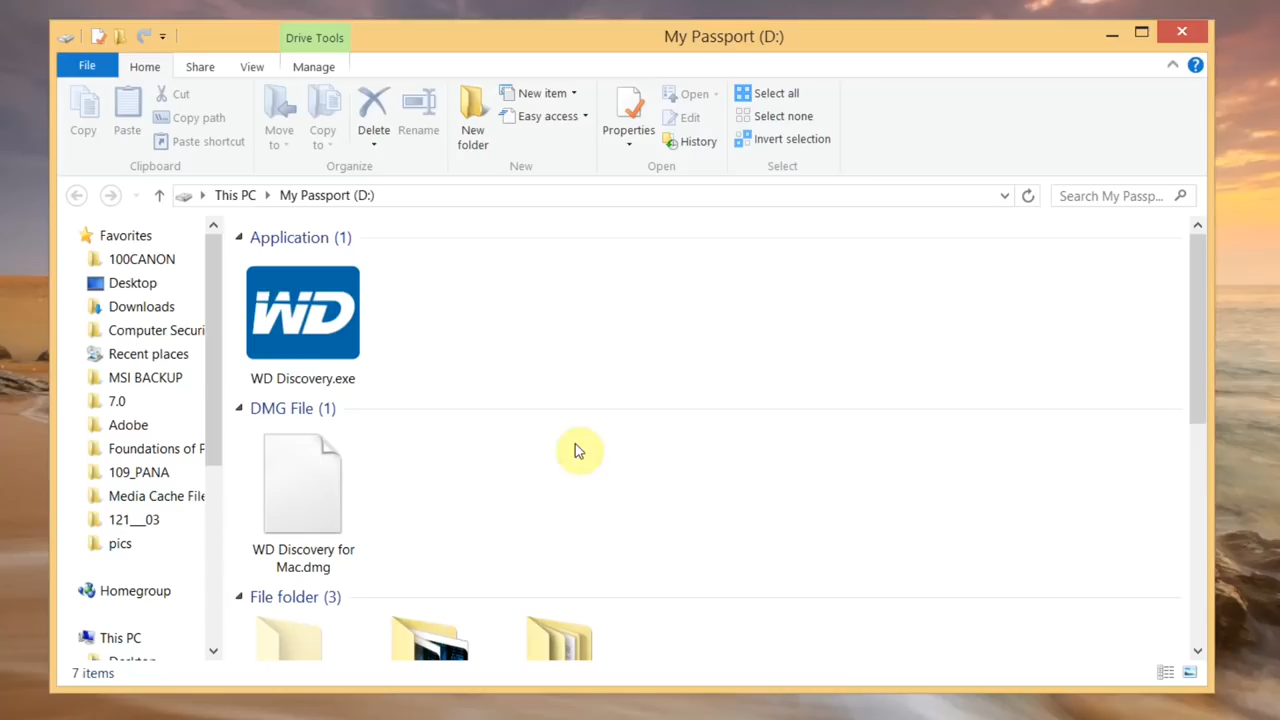 Drive Tools
My Passport (D:)
File
Home
Share
View
Manage
Copy
Paste
Cut
Copy path
Paste shortcut
Clipboard
Move to
Copy to
Delete
Rename
Organize
New folder
New item
Easy access
New
Properties
Open
Edit
History
Open
Select all
Select none
Invert selection
Select
This PC
My Passport (D:)
Search My Passp...
Favorites
100CANON
Desktop
Downloads
Computer Securi
Recent places
MSI BACKUP
7.0
Adobe
Foundations of P
109_PANA
Media Cache File
121___03
pics
Homegroup
This PC
Application (1)
WD
WD Discovery.exe
DMG File (1)
WD Discovery for
Mac.dmg
File folder (3)
7 items